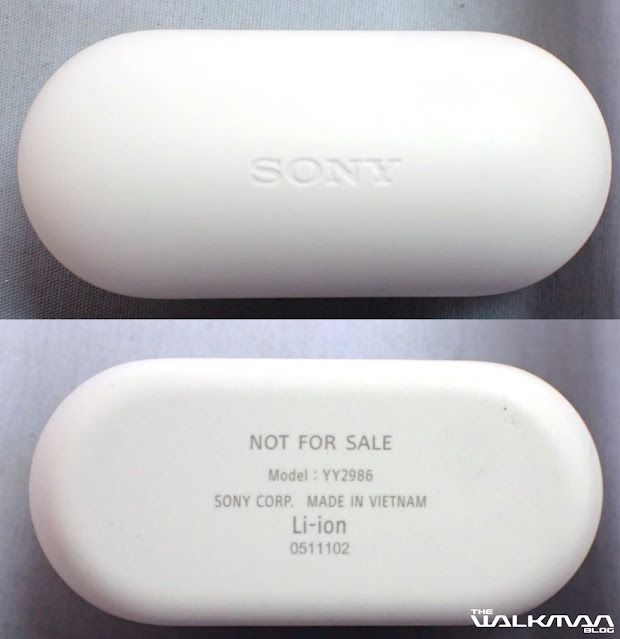 SONY
NOT FOR SALE
Model : YY2986
SONY CORP. MADE IN VIETNAM
Li-ion
0511102
THE
WALKMAN
BLOG